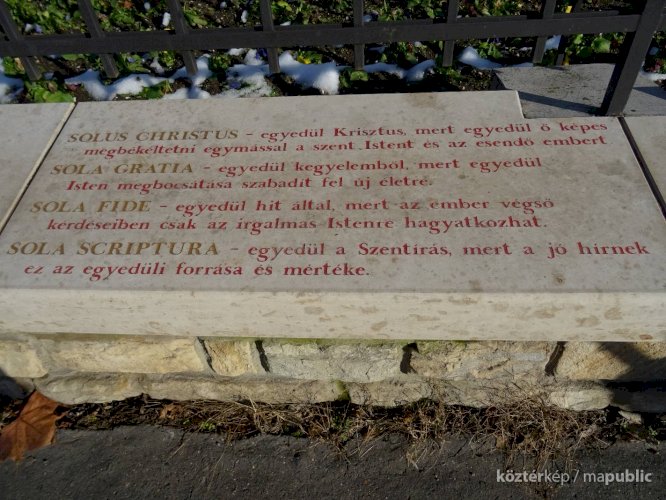 SOLUS CHRISTUS - egyedül Krisztus, mert egyedül ő képes
megbékéltetni egymással a szent Istent és az esendő embert
SOLA GRATIA - egyedül kegyelemből, mert egyedül
Isten megbocsátása szabadít fel új életre.
SOLA FIDE - egyedül hit által, mert az ember végső
kérdéseiben csak az irgalmas Istenre hagyatkozhat.
SOLA SCRIPTURA - egyedül a Szentírás, mert a jó hírnek
ez az egyedüli forrása és mértéke.
köztérkép / mapublic